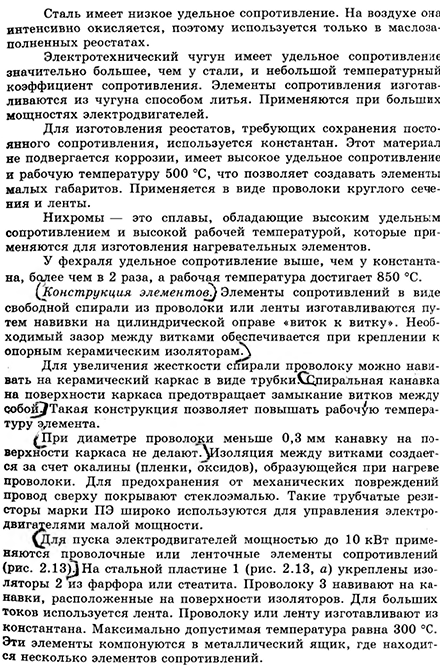 Сталь имеет низкое удельное сопротивление. На воздухе она
интенсивно окисляется, поэтому используется только в маслоза-
полненных реостатах.
Электротехнический чугун имеет удельное сопротивление
значительно большее, чем у стали, и небольшой температурный
коэффициент сопротивления. Элементы сопротивления изготав-
ливаются из чугуна способом литья. Применяются при больших
мощностях электродвигателей.
Для изготовления реостатов, требующих сохранения посто-
янного сопротивления, используется константан. Этот материал
не подвергается коррозии, имеет высокое удельное сопротивление
и рабочую температуру 500 °С, что позволяет создавать элементы
малых габаритов. Применяется в виде проволоки круглого сече-
ния и ленты.
Нихромы — это сплавы, обладающие высоким удельным
сопротивлением и высокой рабочей температурой, которые при-
меняются для изготовления нагревательных элементов.
У фехраля удельное сопротивление выше, чем у константа-
на, более чем в 2 раза, а рабочая температура достигает 850 °С.
Конструкция элементов. Элементы сопротивлений в виде
свободной спирали из проволоки или ленты изготавливаются пу-
тем навивки на цилиндрической оправе «виток к витку». Необ-
ходимый зазор между витками обеспечивается при креплении к
опорным керамическим изоляторам.
Для увеличения жесткости спирали проволоку можно нави-
вать на керамический каркас в виде трубки. Спиральная канавка
на поверхности каркаса предотвращает замыкание витков между
собой. Такая конструкция позволяет повышать рабочую темпера-
туру элемента.
При диаметре проволоки меньше 0,3 мм канавку на по-
верхности каркаса не делают. Изоляция между витками создает-
ся за счет окалины (пленки, оксидов), образующейся при нагреве
проволоки. Для предохранения от механических повреждений
провод сверху покрывают стеклоэмалью. Такие трубчатые рези-
сторы марки ПЭ широко используются для управления электро-
двигателями малой мощности.
Для пуска электродвигателей мощностью до 10 кВт приме-
няются проволочные или ленточные элементы сопротивлений
(рис. 2.13). На стальной пластине 1 (рис. 2.13, а) укреплены изо-
ляторы 2 из фарфора или стеатита. Проволоку 3 навивают на ка-
навки, расположенные на поверхности изоляторов. Для больших
токов используется лента. Проволоку или ленту изготавливают из
константана. Максимально допустимая температура равна 300 °С.
Эти элементы компонуются в металлический ящик, где находит-
ся несколько элементов сопротивлений.